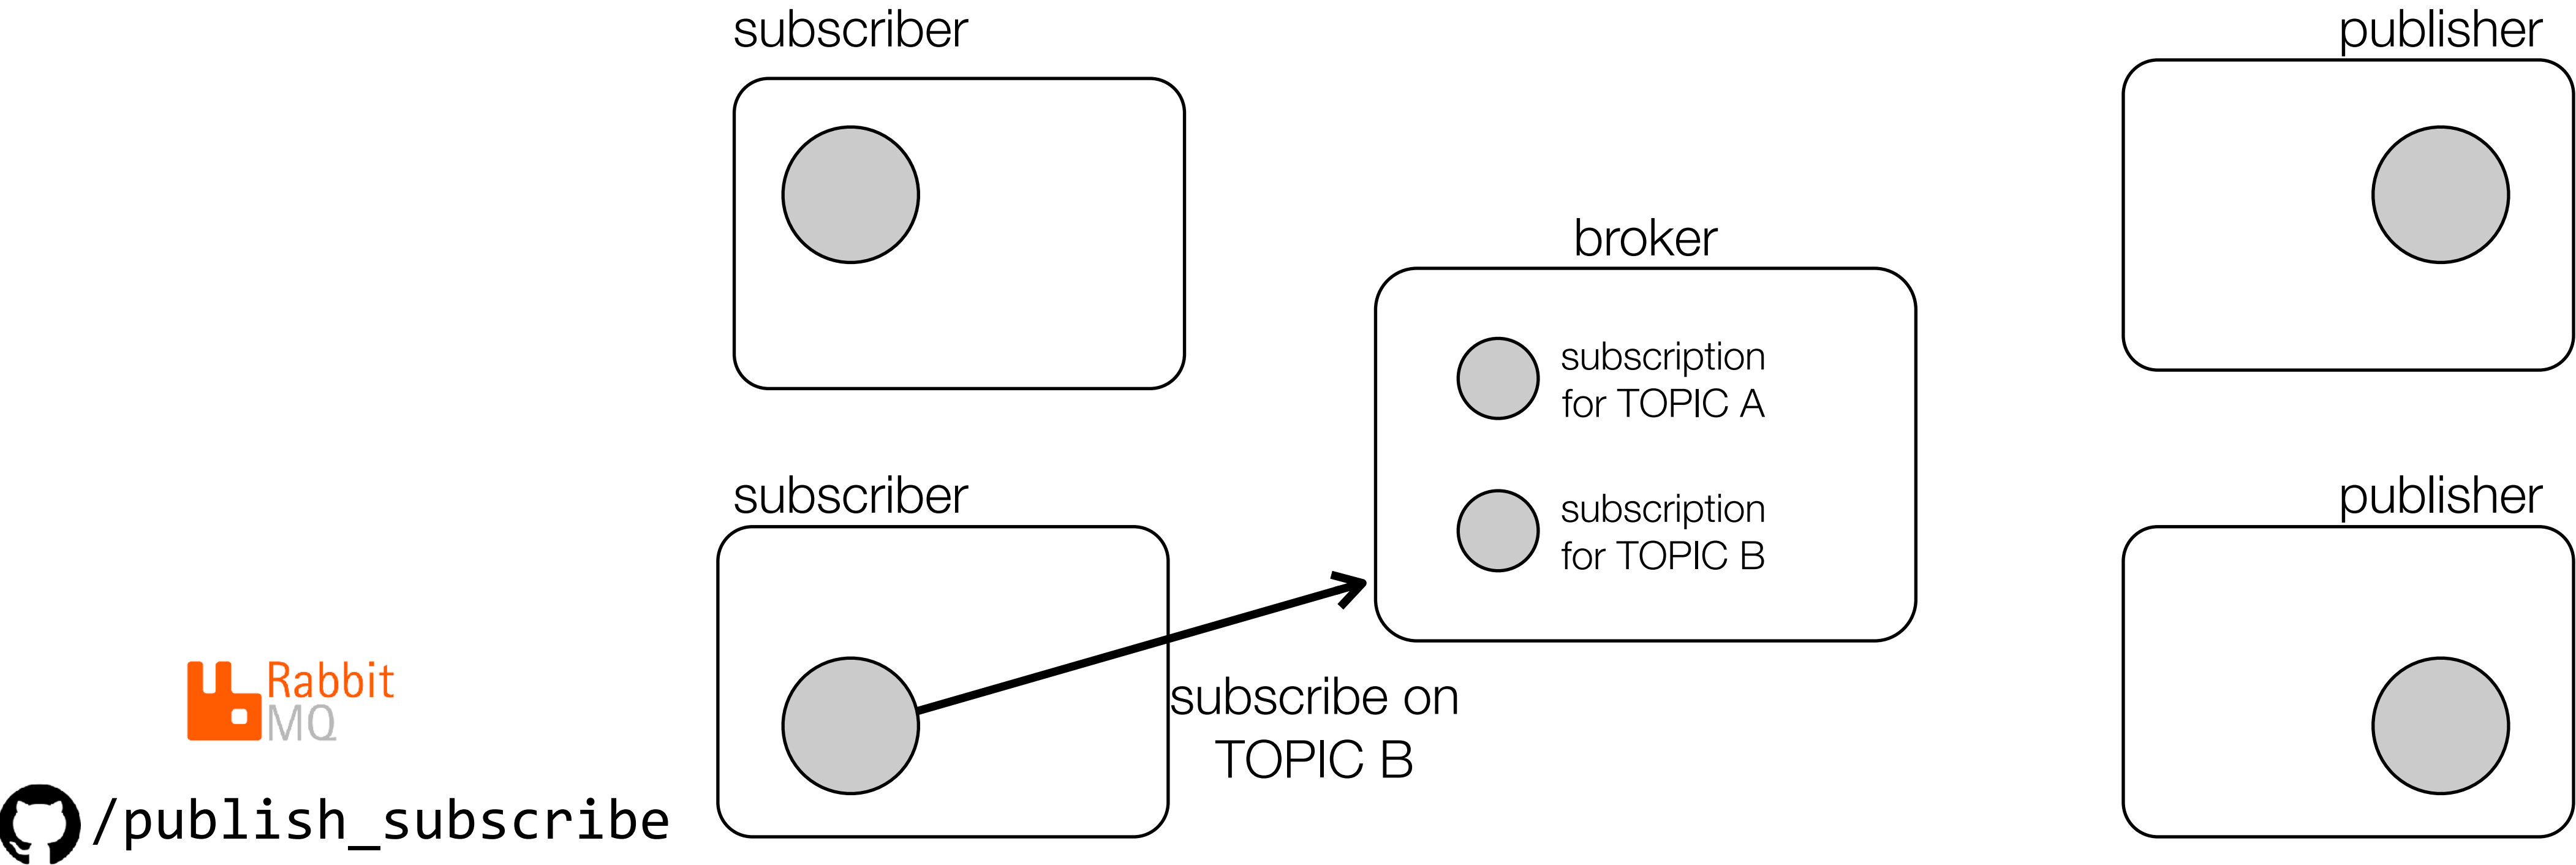 subscriber
publisher
broker
subscription
for TOPIC A
subscription
for TOPIC B
subscriber
publisher
subscribe on
TOPIC B
Rabbit
MQ
/publish_subscribe